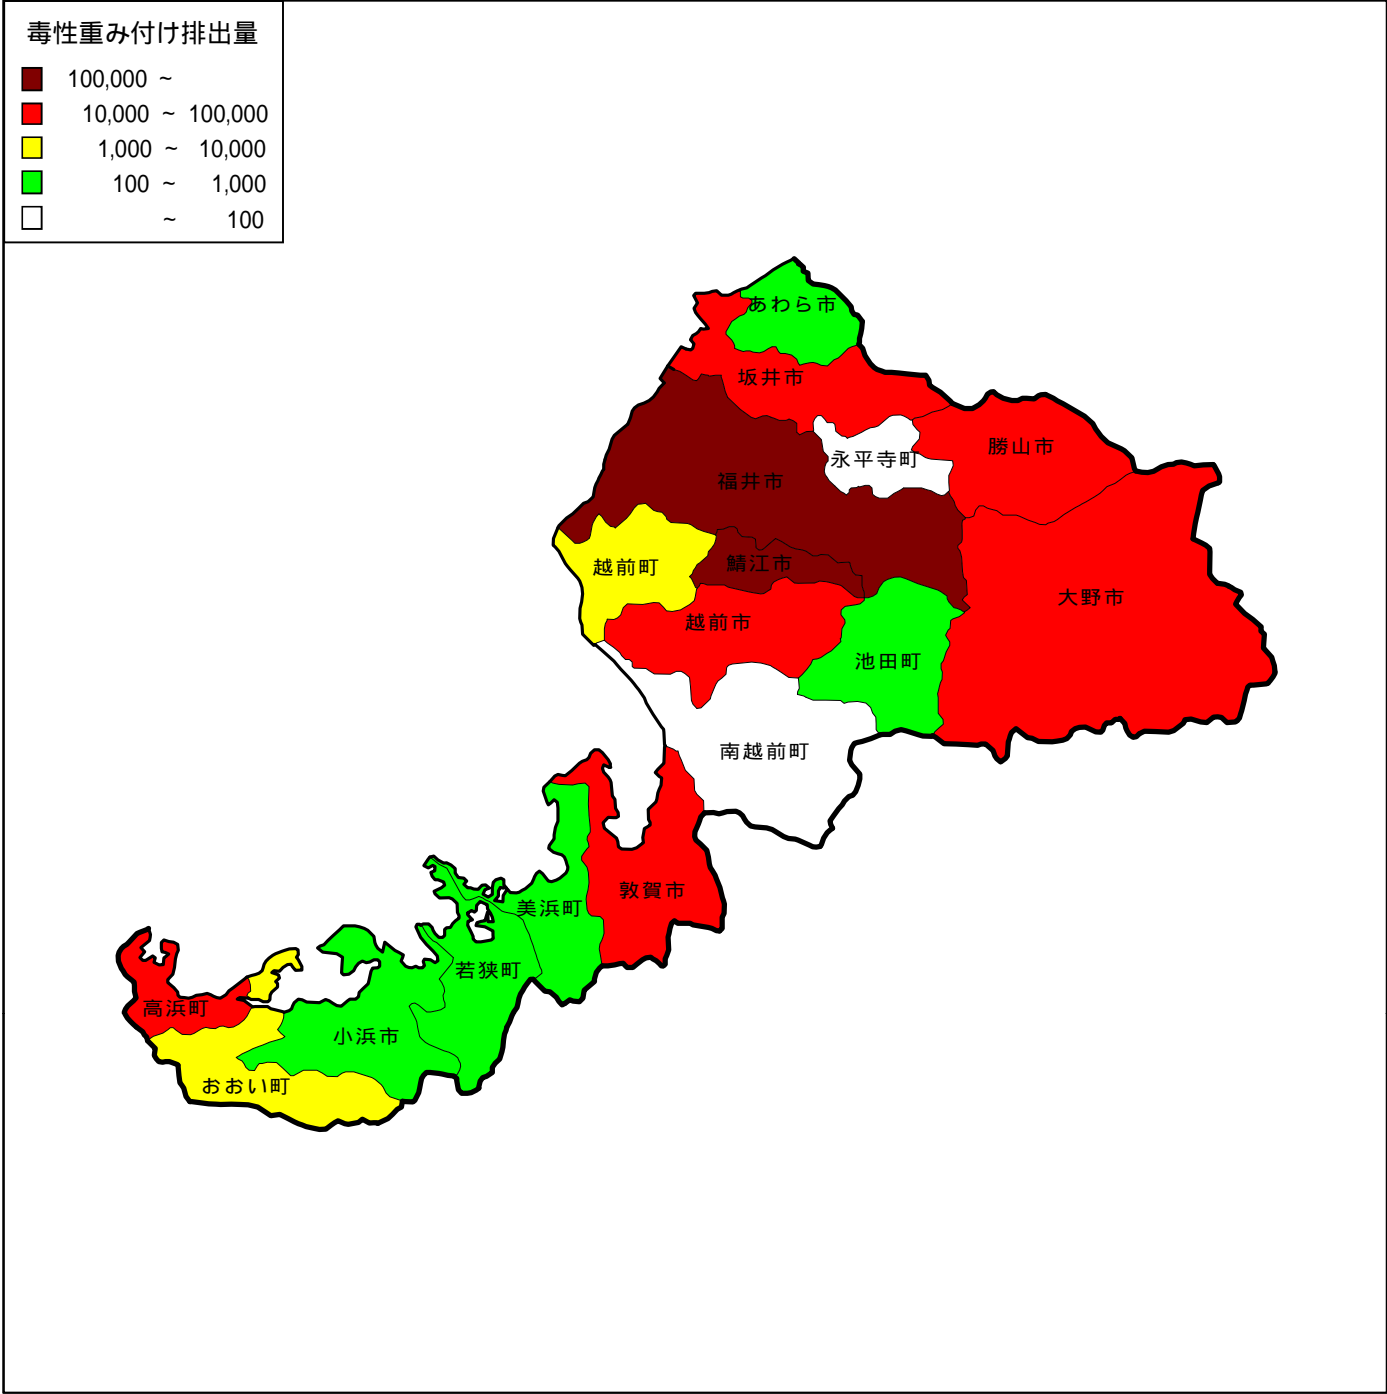 毒性重み付け排出量
100,000 ~
10,000 ~ 100,000
1,000 ~ 10,000
100 ~ 1,000
~ 100
あわら市
坂井市
勝山市
永平寺町
福井市
鯖江市
越前町
大野市
越前市
池田町
南越前町
敦賀市
美浜町
若狭町
高浜町
小浜市
おおい町